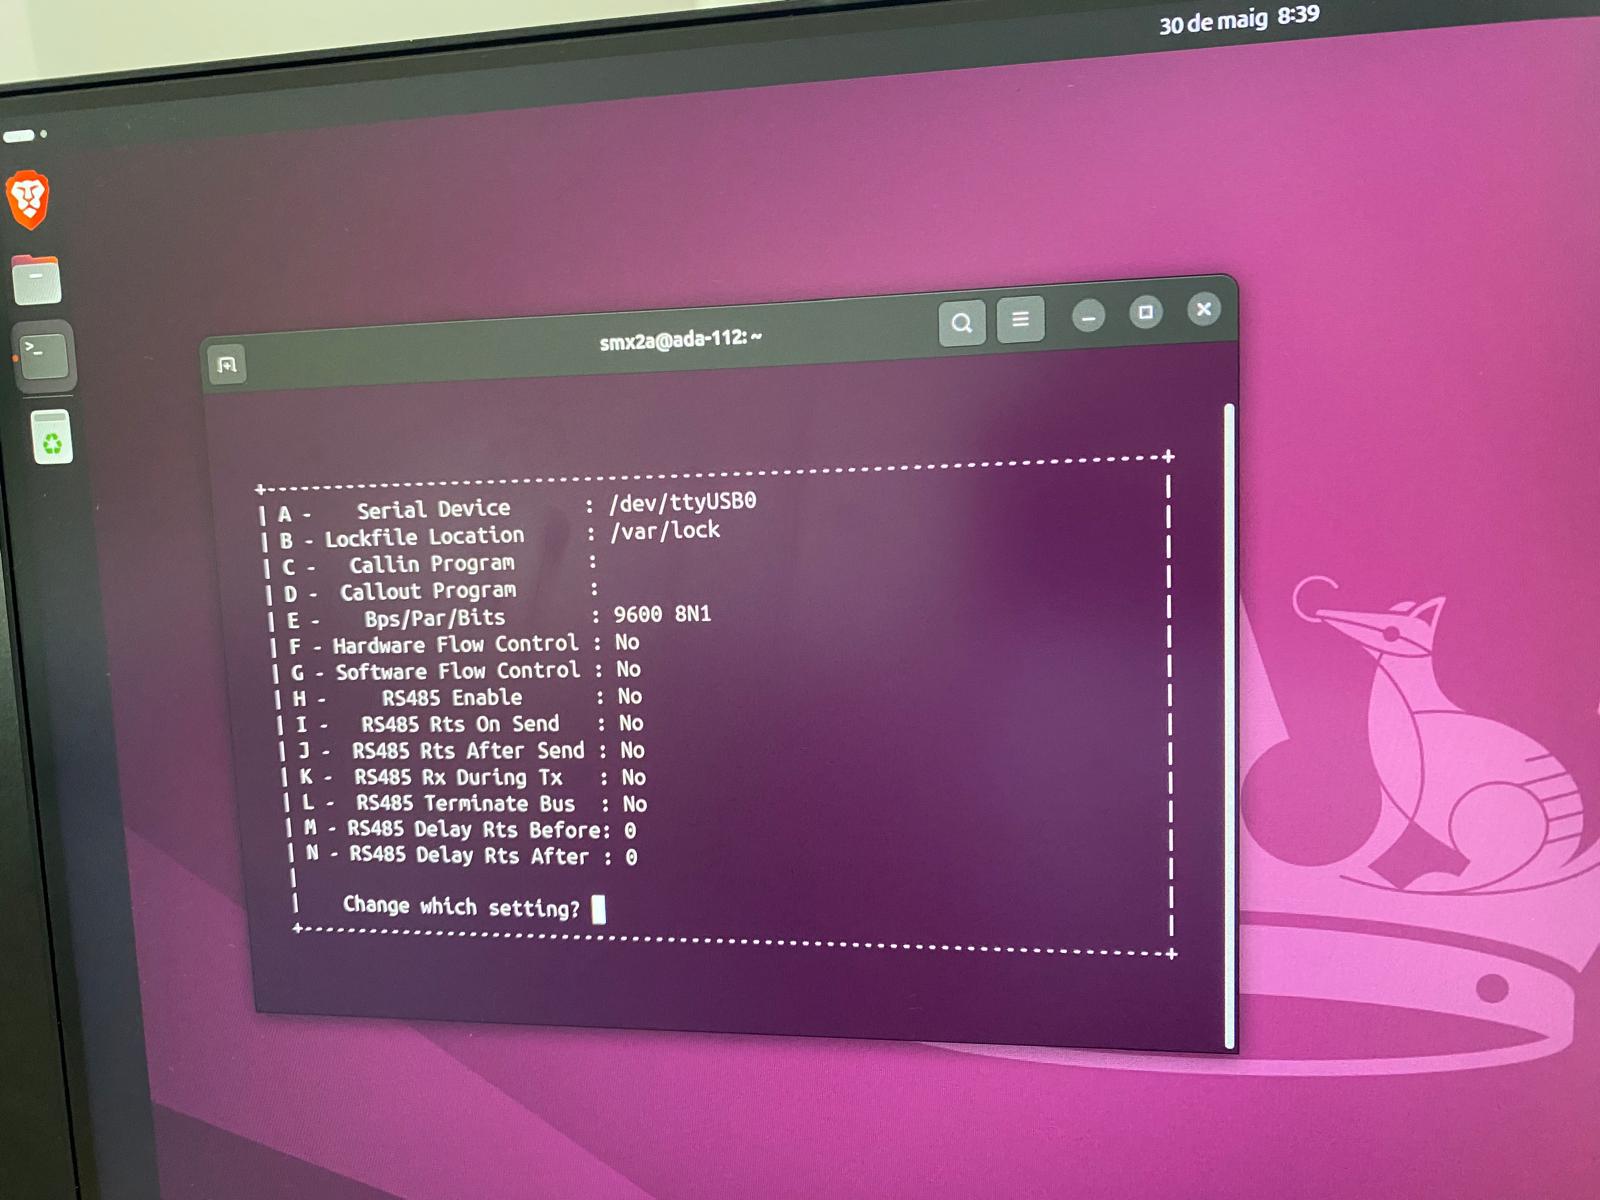 30 de maig 8:39
smx2a@ada-112: ~
A - Serial Device : /dev/ttyUSB0
B - Lockfile Location : /var/lock
C - Callin Program :
D - Callout Program :
E - Bps/Par/Bits : 9600 8N1
F - Hardware Flow Control : No
G - Software Flow Control : No
H - RS485 Enable : No
I - RS485 Rts On Send : No
J - RS485 Rts After Send : No
K - RS485 Rx During Tx : No
L - RS485 Terminate Bus : No
M - RS485 Delay Rts Before: 0
N - RS485 Delay Rts After : 0
Change which setting?